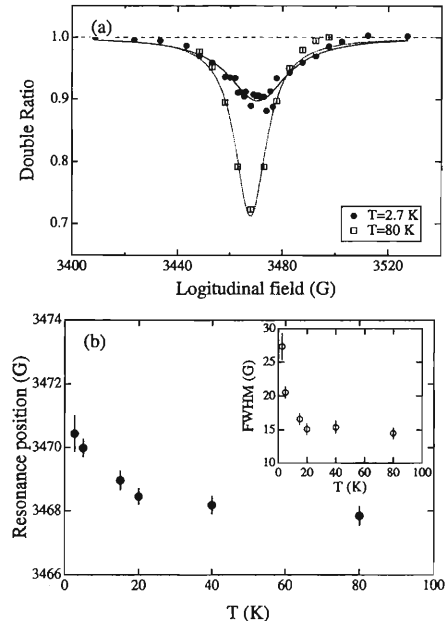 (a)
1.0
0.9
0.8
0.7
Double Ratio
T=2.7 K
T=80 K
3400
3440
3480
3520
Logitudinal field (G)
3474
3472
3470
3468
3466
Resonance position (G)
(b)
30
25
20
15
10
FWHM (G)
0 20 40 60 80 100
T (K)
0 20 40 60 80 100
T (K)